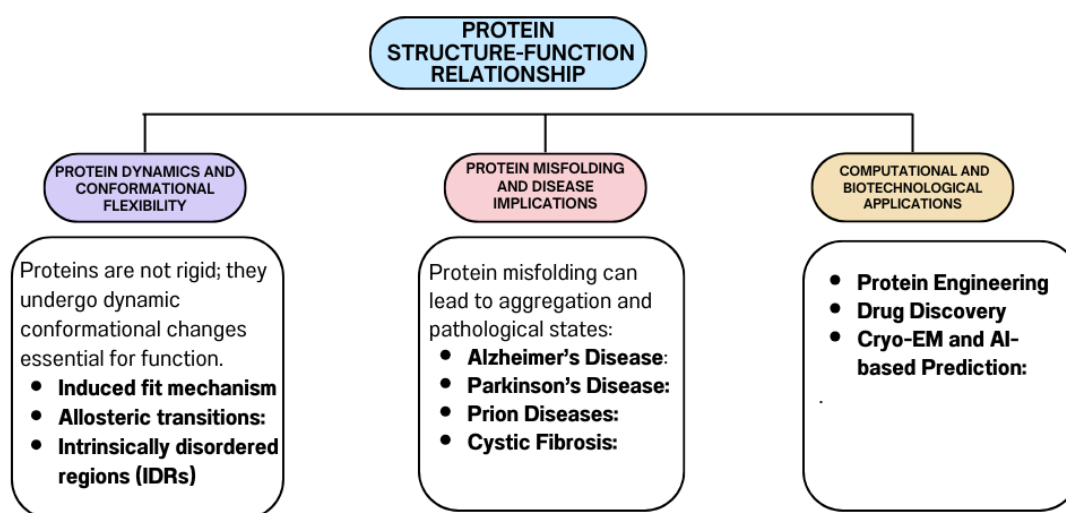 PROTEIN
STRUCTURE-FUNCTION
RELATIONSHIP
PROTEIN DYNAMICS AND
CONFORMATIONAL
FLEXIBILITY
Proteins are not rigid; they
undergo dynamic
conformational changes
essential for function.
• Induced fit mechanism
• Allosteric transitions:
• Intrinsically disordered
regions (IDRs)
PROTEIN MISFOLDING
AND DISEASE
IMPLICATIONS
Protein misfolding can
lead to aggregation and
pathological states:
• Alzheimer's Disease:
• Parkinson's Disease:
• Prion Diseases:
• Cystic Fibrosis:
COMPUTATIONAL AND
BIOTECHNOLOGICAL
APPLICATIONS
• Protein Engineering
• Drug Discovery
• Cryo-EM and AI-
based Prediction:
.